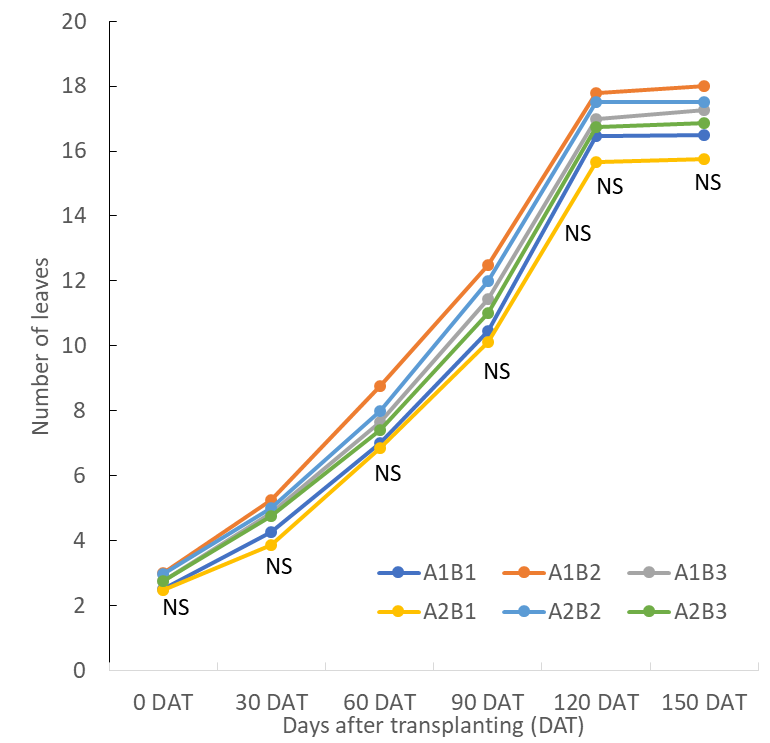 20
18
16
14
12
10
8
6
4
2
0
Number of leaves
NS
NS
NS
NS
NS
NS
NS
A1B1 A1B2 A1B3
A2B1 A2B2 A2B3
0 DAT 30 DAT 60 DAT 90 DAT 120 DAT 150 DAT
Days after transplanting (DAT)